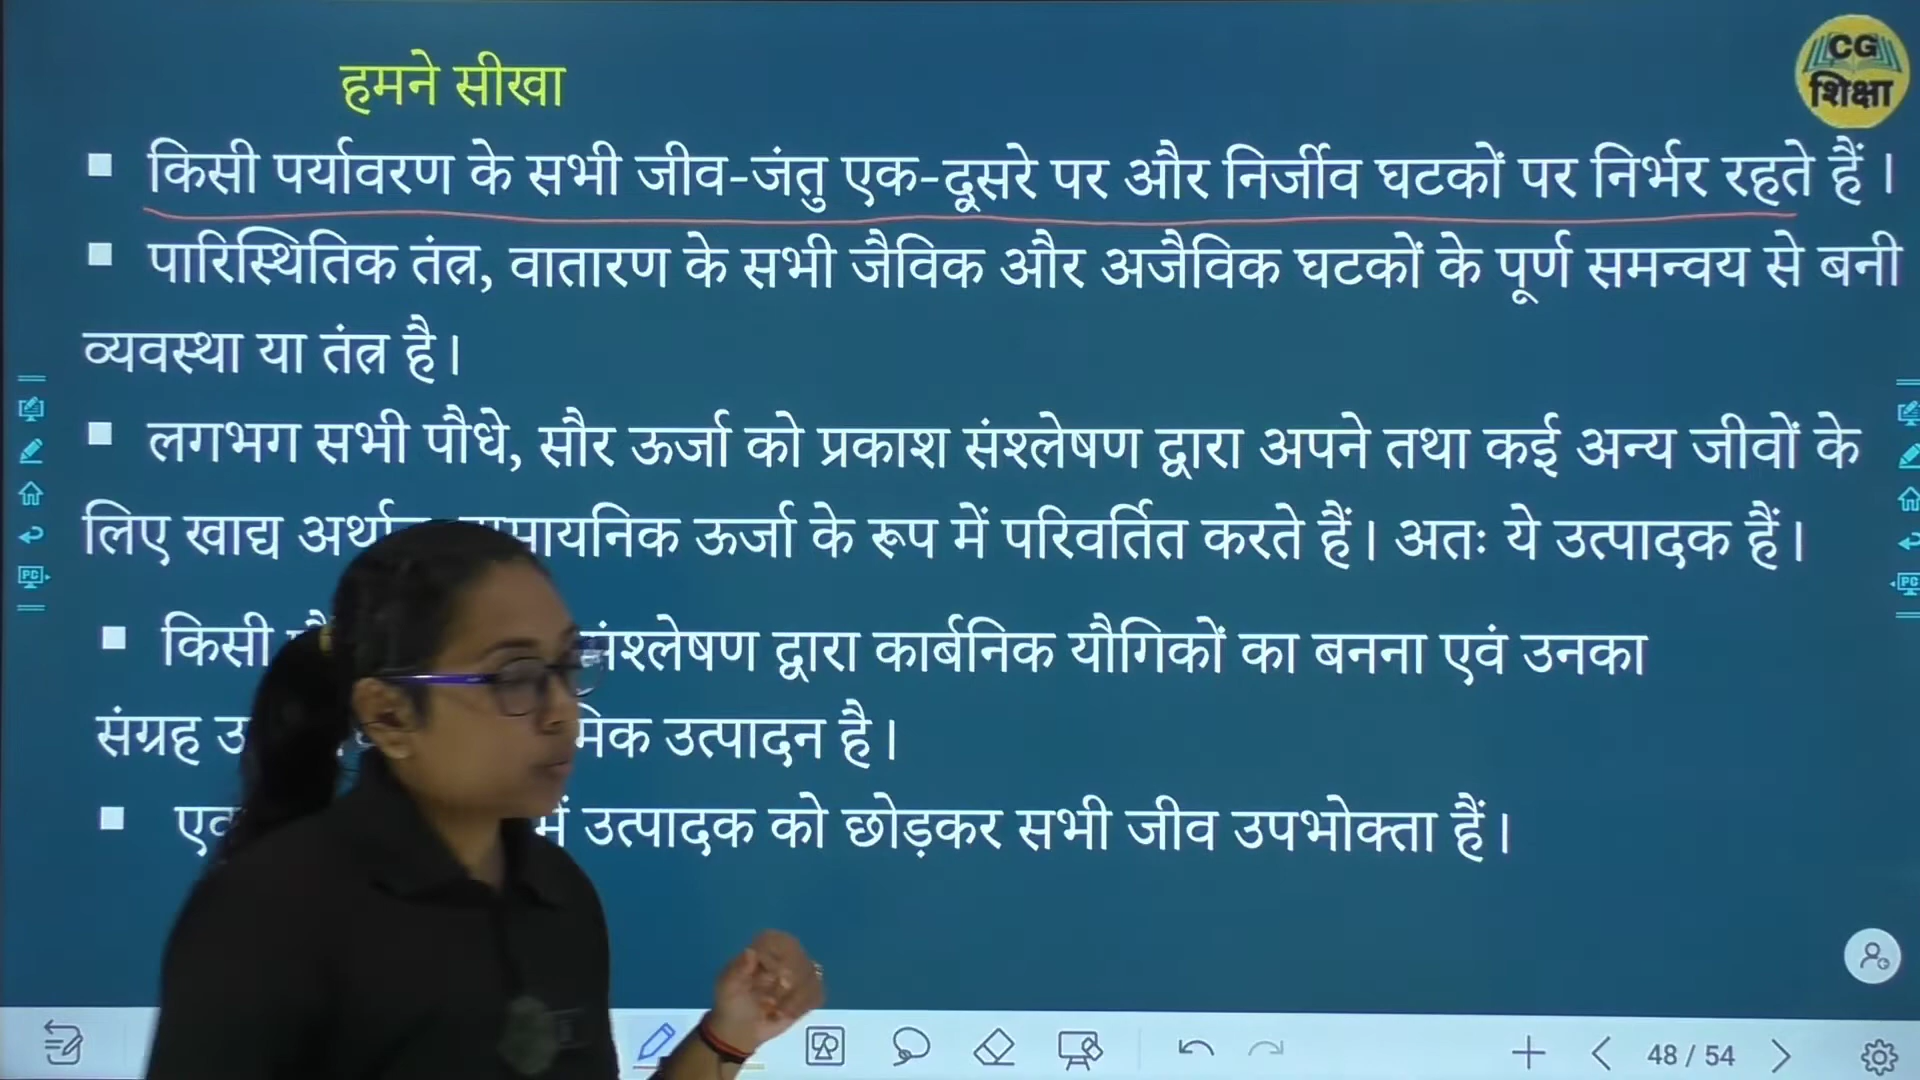 हमने सीखा
CG
शिक्षा
▪ किसी पर्यावरण के सभी जीव-जंतु एक-दूसरे पर और निर्जीव घटकों पर निर्भर रहते हैं ।
▪ पारिस्थितिक तंत्र, वातारण के सभी जैविक और अजैविक घटकों के पूर्ण समन्वय से बनी
व्यवस्था या तंत्र है।
▪ लगभग सभी पौधे, सौर ऊर्जा को प्रकाश संश्लेषण द्वारा अपने तथा कई अन्य जीवों के
लिए खाद्य ऊर्जा के रूप में परिवर्तित करते हैं। अतः ये उत्पादक हैं।
▪ किसी द्वारा कार्बनिक यौगिकों का बनना एवं उनका
संग्रह उत्पादन है।
▪ में उत्पादक को छोड़कर सभी जीव उपभोक्ता हैं।
PC
PC
48 / 54